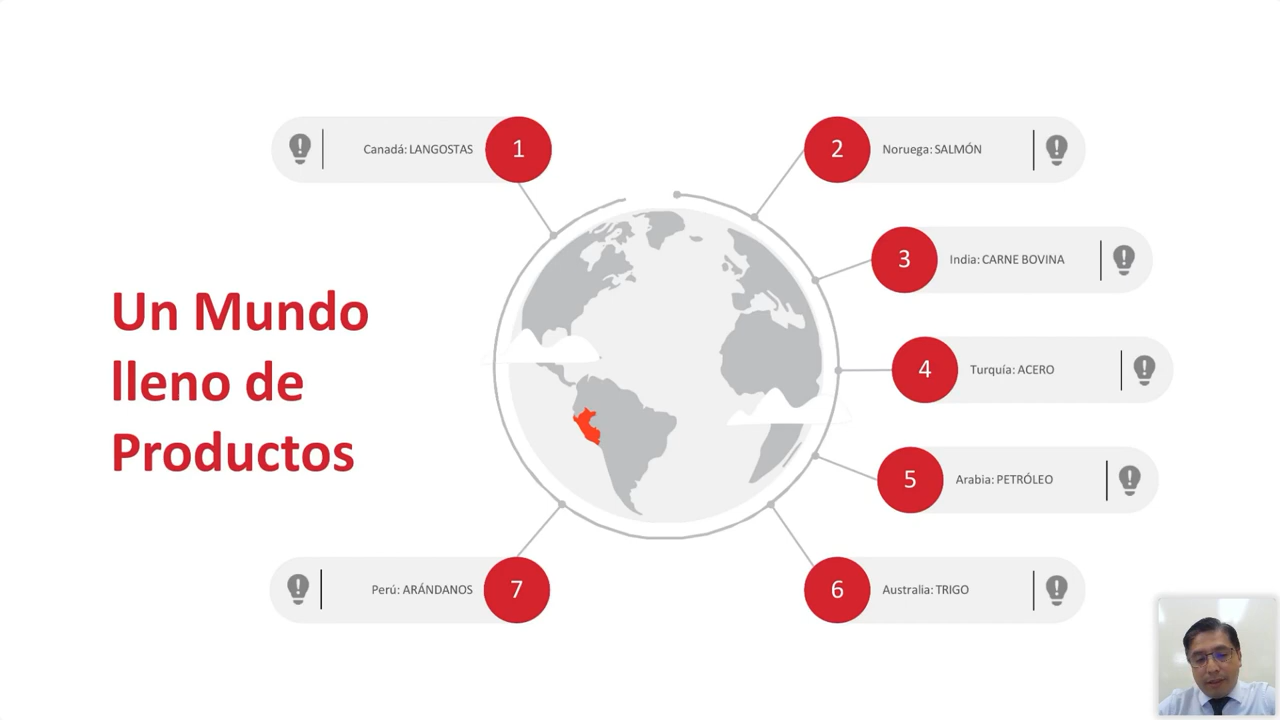 Un Mundo
lleno de
Productos
Canadá: LANGOSTAS
1
2
Noruega: SALMÓN
3
India: CARNE BOVINA
4
Turquía: ACERO
5
Arabia: PETRÓLEO
6
Australia: TRIGO
Perú: ARÁNDANOS
7